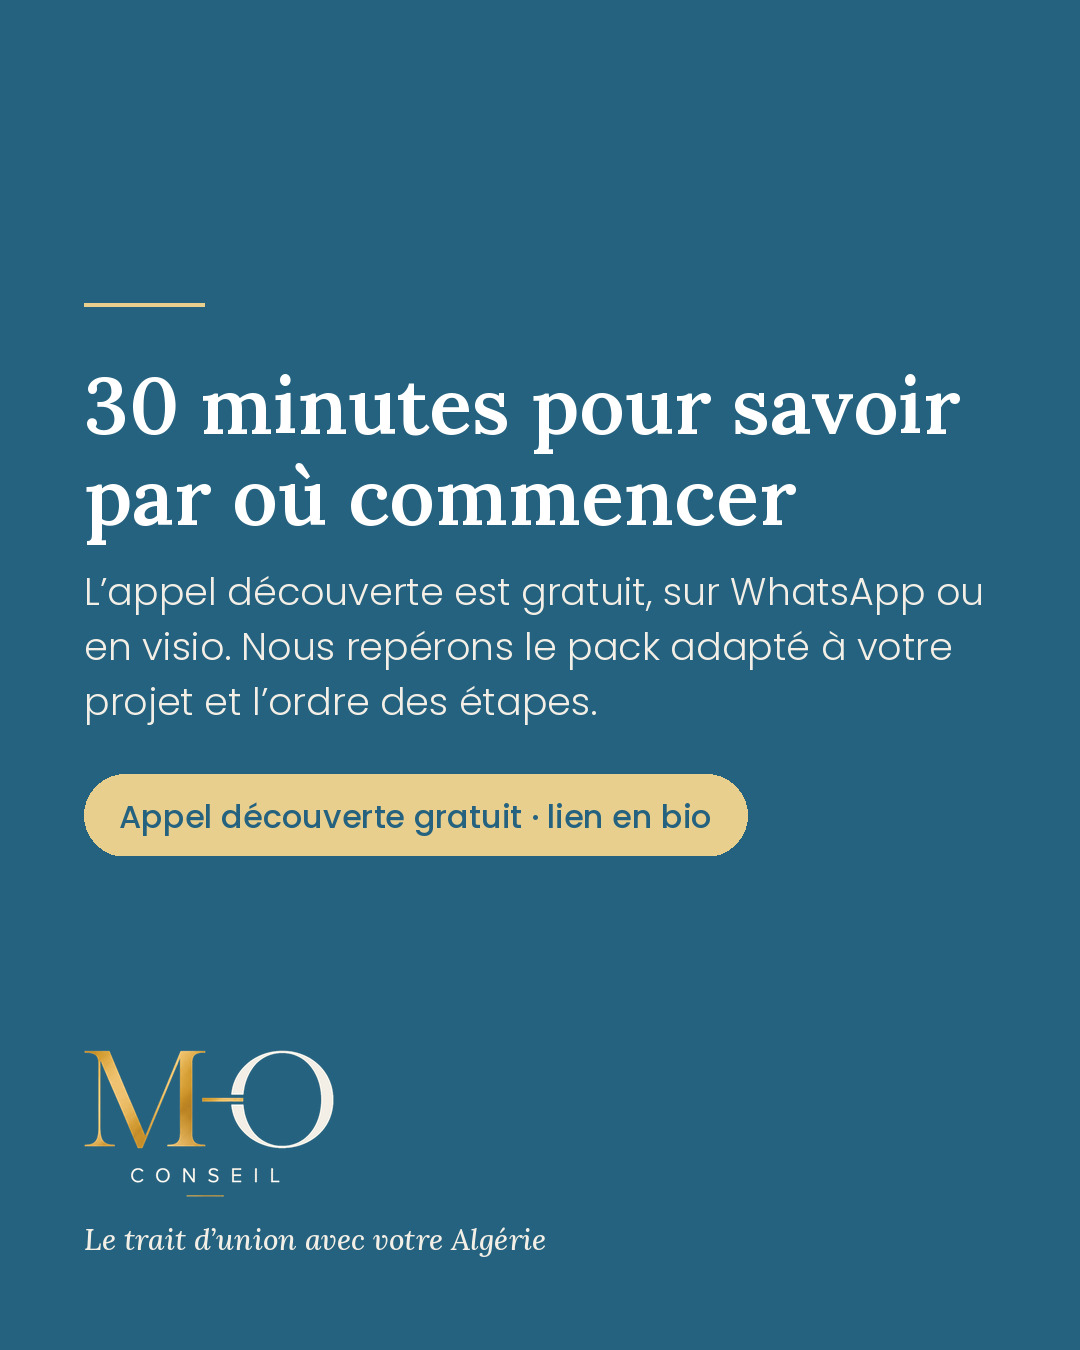 30 minutes pour savoir
par où commencer
L’appel découverte est gratuit, sur WhatsApp ou
en visio. Nous repérons le pack adapté à votre
projet et l’ordre des étapes.
Appel découverte gratuit · lien en bio
M-O
CONSEIL
Le trait d’union avec votre Algérie